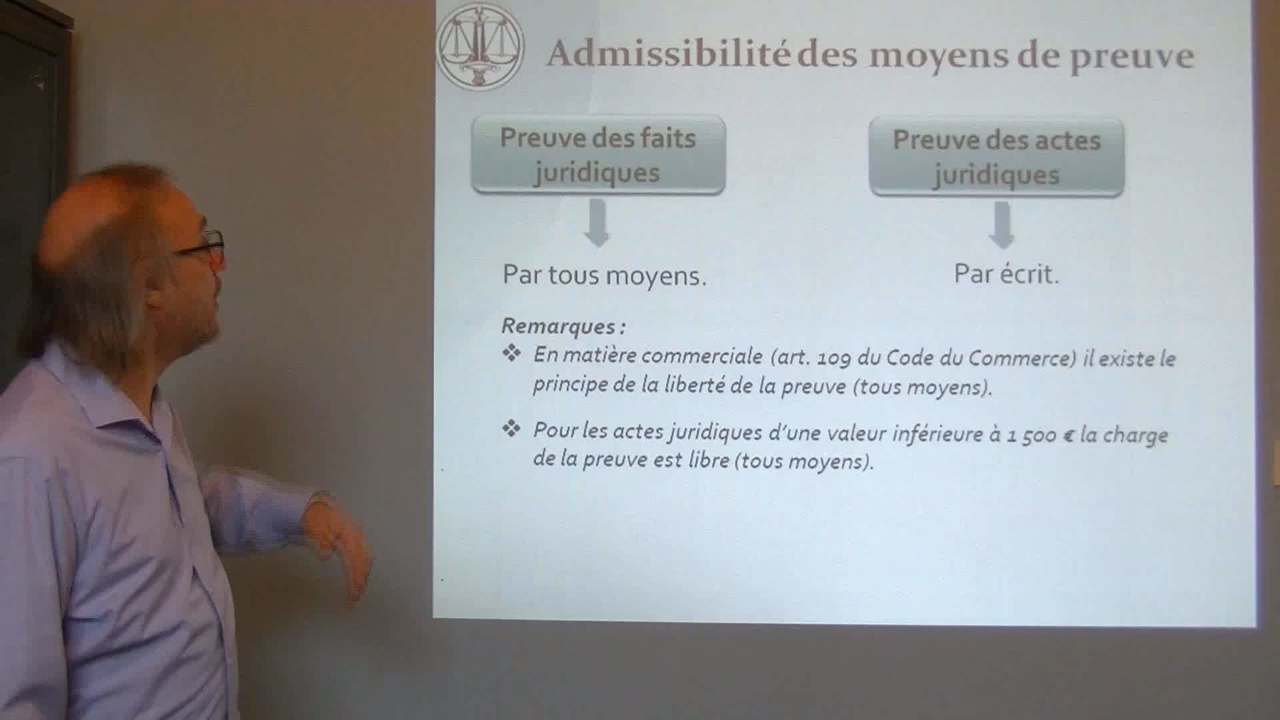 Admissibilité des moyens de preuve
Preuve des faits
juridiques
Preuve des actes
juridiques
Par tous moyens.
Par écrit.
Remarques :
❖ En matière commerciale (art. 109 du Code du Commerce) il existe le
principe de la liberté de la preuve (tous moyens).
❖ Pour les actes juridiques d’une valeur inférieure à 1 500 € la charge
de la preuve est libre (tous moyens).